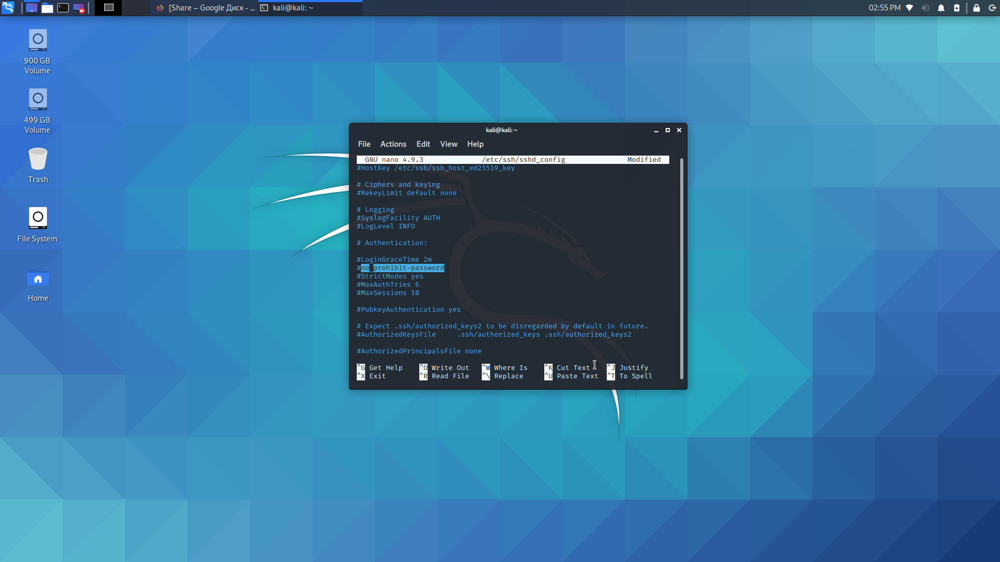 [Share – Google Диск - ...
kali@kali: ~
02:55 PM
900 GB
Volume
499 GB
Volume
Trash
File System
Home
kali@kali: ~
File Actions Edit View Help
GNU nano 4.9.3 /etc/ssh/sshd_config Modified
#HostKey /etc/ssh/ssh_host_ed25519_key
# Ciphers and keying
#RekeyLimit default none
# Logging
#SyslogFacility AUTH
#LogLevel INFO
# Authentication:
#LoginGraceTime 2m
#no prohibit-password
#StrictModes yes
#MaxAuthTries 6
#MaxSessions 10
#PubkeyAuthentication yes
# Expect .ssh/authorized_keys2 to be disregarded by default in future.
#AuthorizedKeysFile .ssh/authorized_keys .ssh/authorized_keys2
#AuthorizedPrincipalsFile none
^G Get Help ^O Write Out ^W Where Is ^K Cut Text ^J Justify
^X Exit ^R Read File ^\ Replace ^U Paste Text ^T To Spell